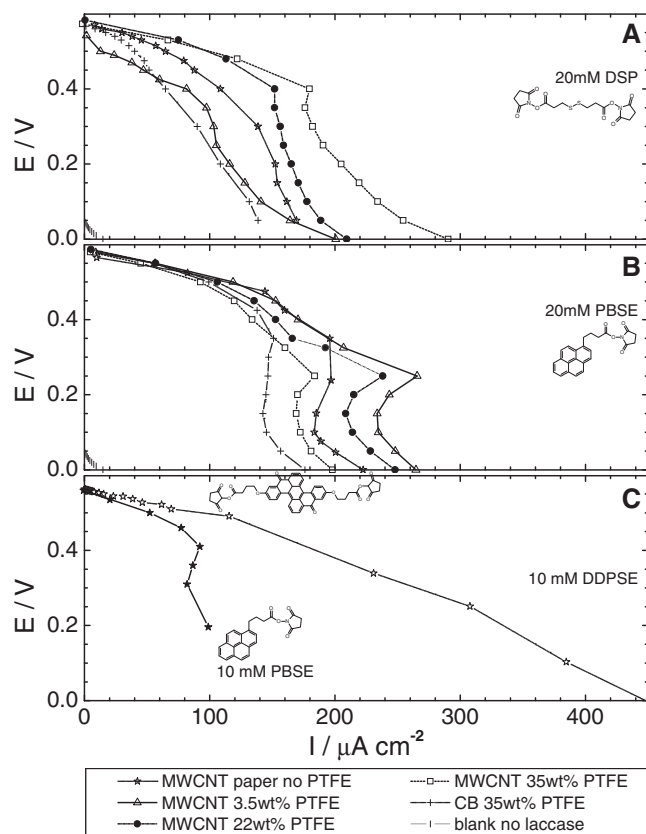 A
20mM DSP
E / V
0.4
0.2
0.0
B
20mM PBSE
E / V
0.4
0.2
0.0
C
10 mM DDPSE
10 mM PBSE
E / V
0.4
0.2
0.0
0 100 200 300 400
I / μA cm-2
MWCNT paper no PTFE
MWCNT 35wt% PTFE
MWCNT 3.5wt% PTFE
CB 35wt% PTFE
MWCNT 22wt% PTFE
blank no laccase